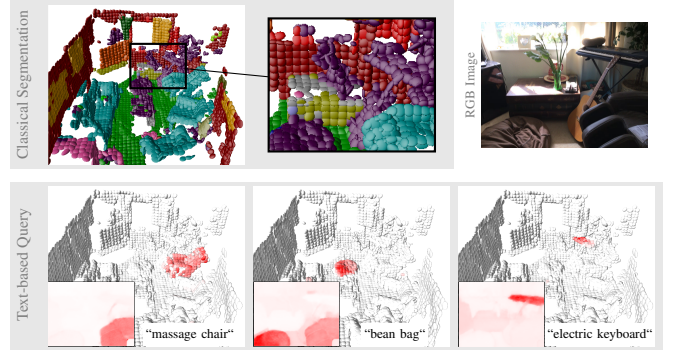 Classical Segmentation
RGB Image
Text-based Query
“massage chair“
“bean bag“
“electric keyboard“